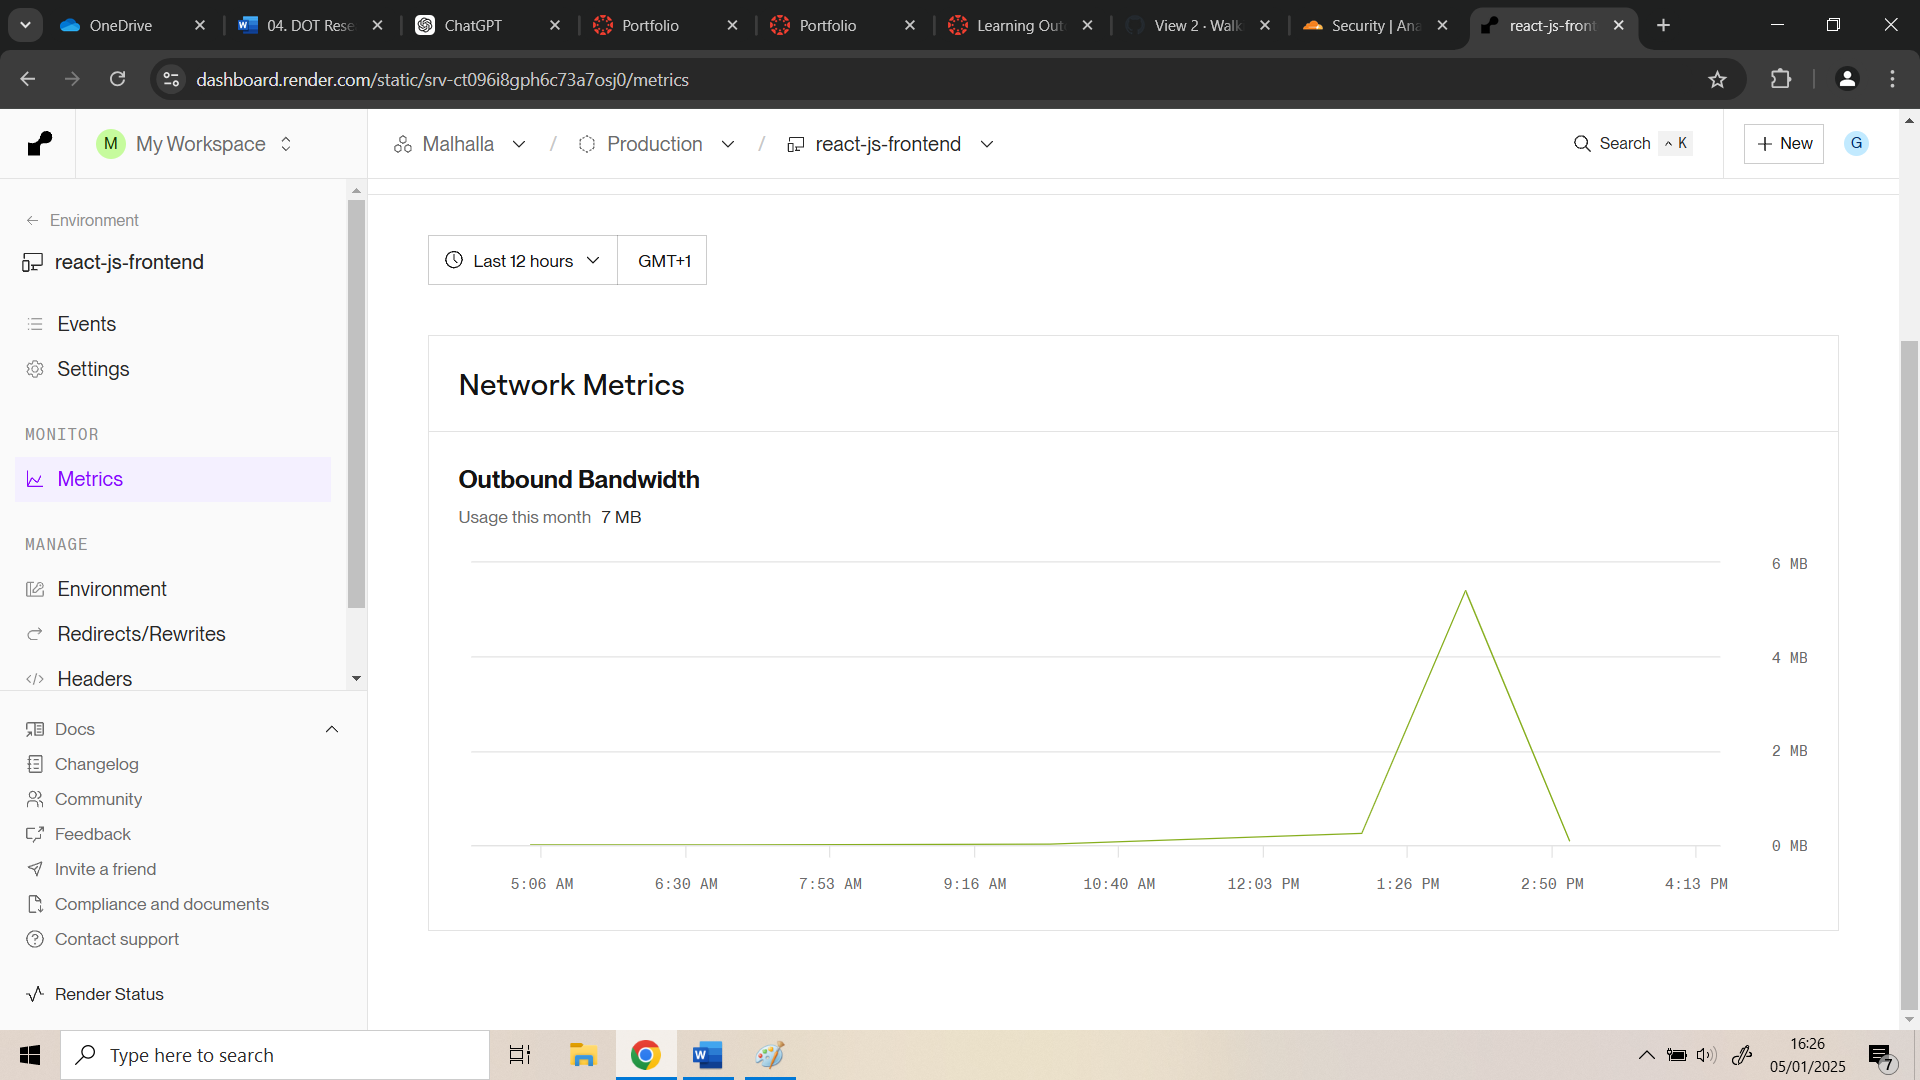 OneDrive
04. DOT Rese
ChatGPT
Portfolio
Portfolio
Learning Out
View 2 · Walk
Security | Ana
react-js-front
dashboard.render.com/static/srv-ct096i8gph6c73a7osj0/metrics
M My Workspace
Malhalla / Production / react-js-frontend
Search ^ K
+ New
G
← Environment
react-js-frontend
Events
Settings
MONITOR
Metrics
MANAGE
Environment
Redirects/Rewrites
Headers
Docs
Changelog
Community
Feedback
Invite a friend
Compliance and documents
Contact support
Render Status
Last 12 hours
GMT+1
Network Metrics
Outbound Bandwidth
Usage this month 7 MB
6 MB
4 MB
2 MB
0 MB
5:06 AM 6:30 AM 7:53 AM 9:16 AM 10:40 AM 12:03 PM 1:26 PM 2:50 PM 4:13 PM
Type here to search
16:26
05/01/2025
7